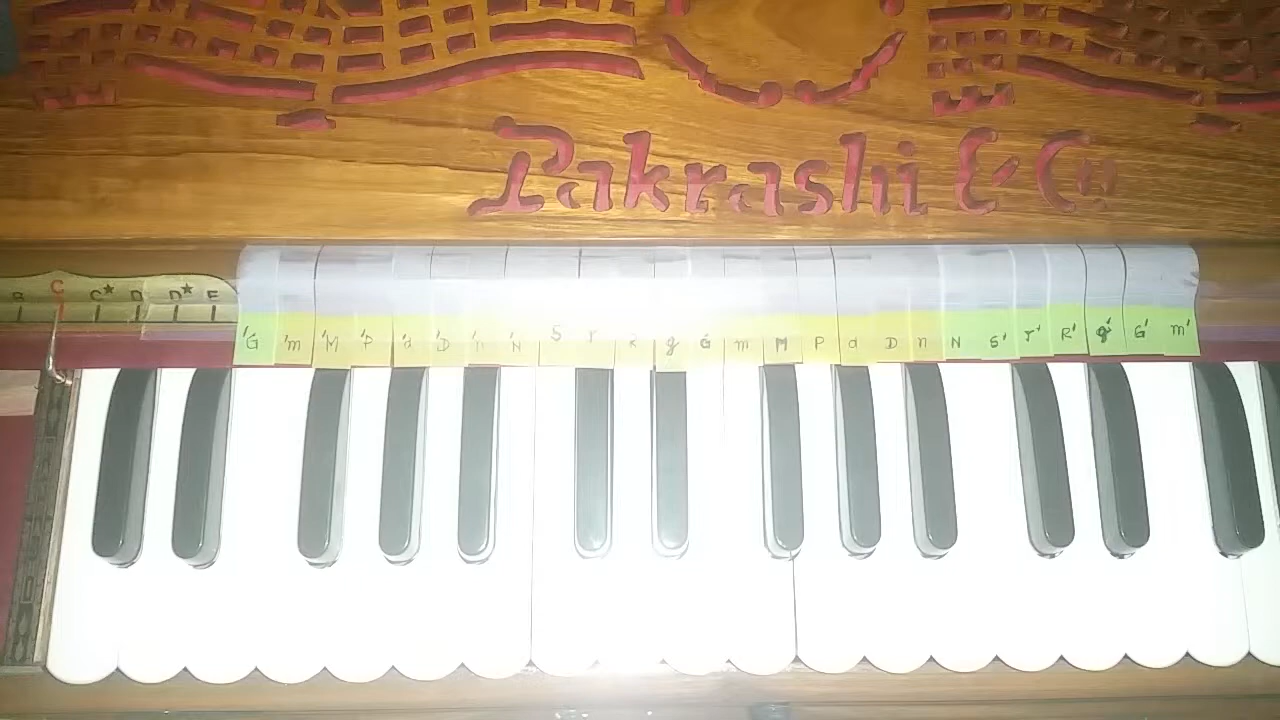 Pakrashi & Co
B C C★ D D★ E
'G 'm 'M 'P 'd 'D 'n 'N S r R g G m M P d D n N S' r' R' g' G' m'